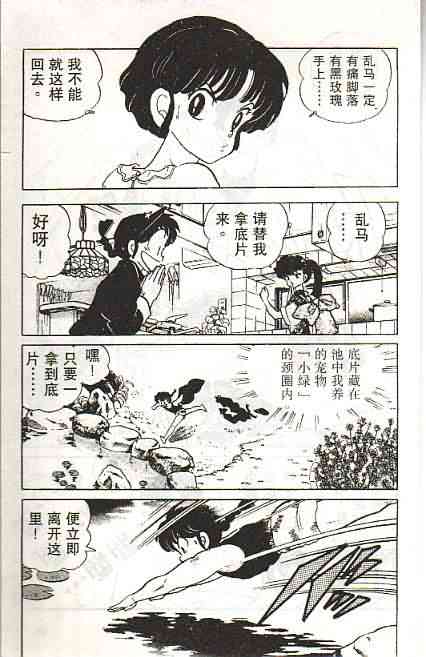 乱马一定
有痛脚落
有黑玫瑰
手上……
我不能
就这样
回去。
乱马
……
请替我
拿底片
来。
好呀！
底片藏在
池中我养
的宠物
『小绿』
的颈圈内
嘿！
只要一
拿到底
片……
便立即
离开这
里！